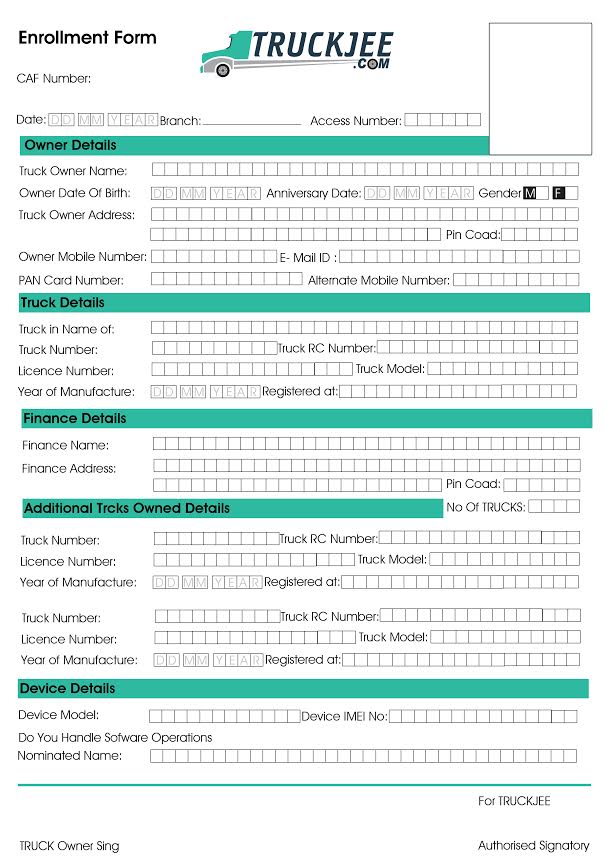 Enrollment Form
TRUCKJEE
.COM
CAF Number:
Date: DD MM YEAR Branch: Access Number:
Owner Details
Truck Owner Name:
Owner Date Of Birth: DD MM YEAR Anniversary Date: DD MM YEAR Gender M F
Truck Owner Address:
Pin Coad:
Owner Mobile Number: E- Mail ID :
PAN Card Number: Alternate Mobile Number:
Truck Details
Truck in Name of:
Truck Number: Truck RC Number:
Licence Number: Truck Model:
Year of Manufacture: DD MM YEAR Registered at:
Finance Details
Finance Name:
Finance Address:
Pin Coad:
Additional Trcks Owned Details No Of TRUCKS:
Truck Number: Truck RC Number:
Licence Number: Truck Model:
Year of Manufacture: DD MM YEAR Registered at:
Truck Number: Truck RC Number:
Licence Number: Truck Model:
Year of Manufacture: DD MM YEAR Registered at:
Device Details
Device Model: Device IMEI No:
Do You Handle Sofware Operations
Nominated Name:
For TRUCKJEE
TRUCK Owner Sing Authorised Signatory